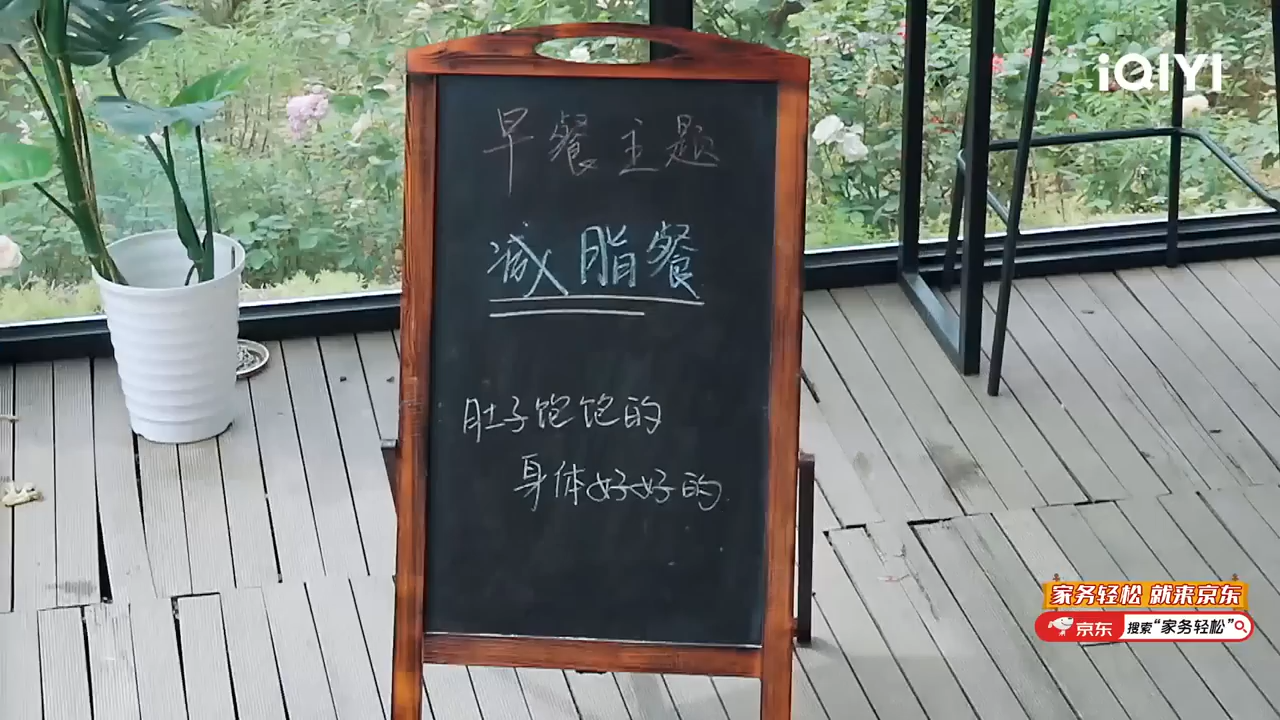 iQIYI
早餐主题
减脂餐
肚子饱饱的
身体好好的
家务轻松 就来京东
京东 搜索“家务轻松”